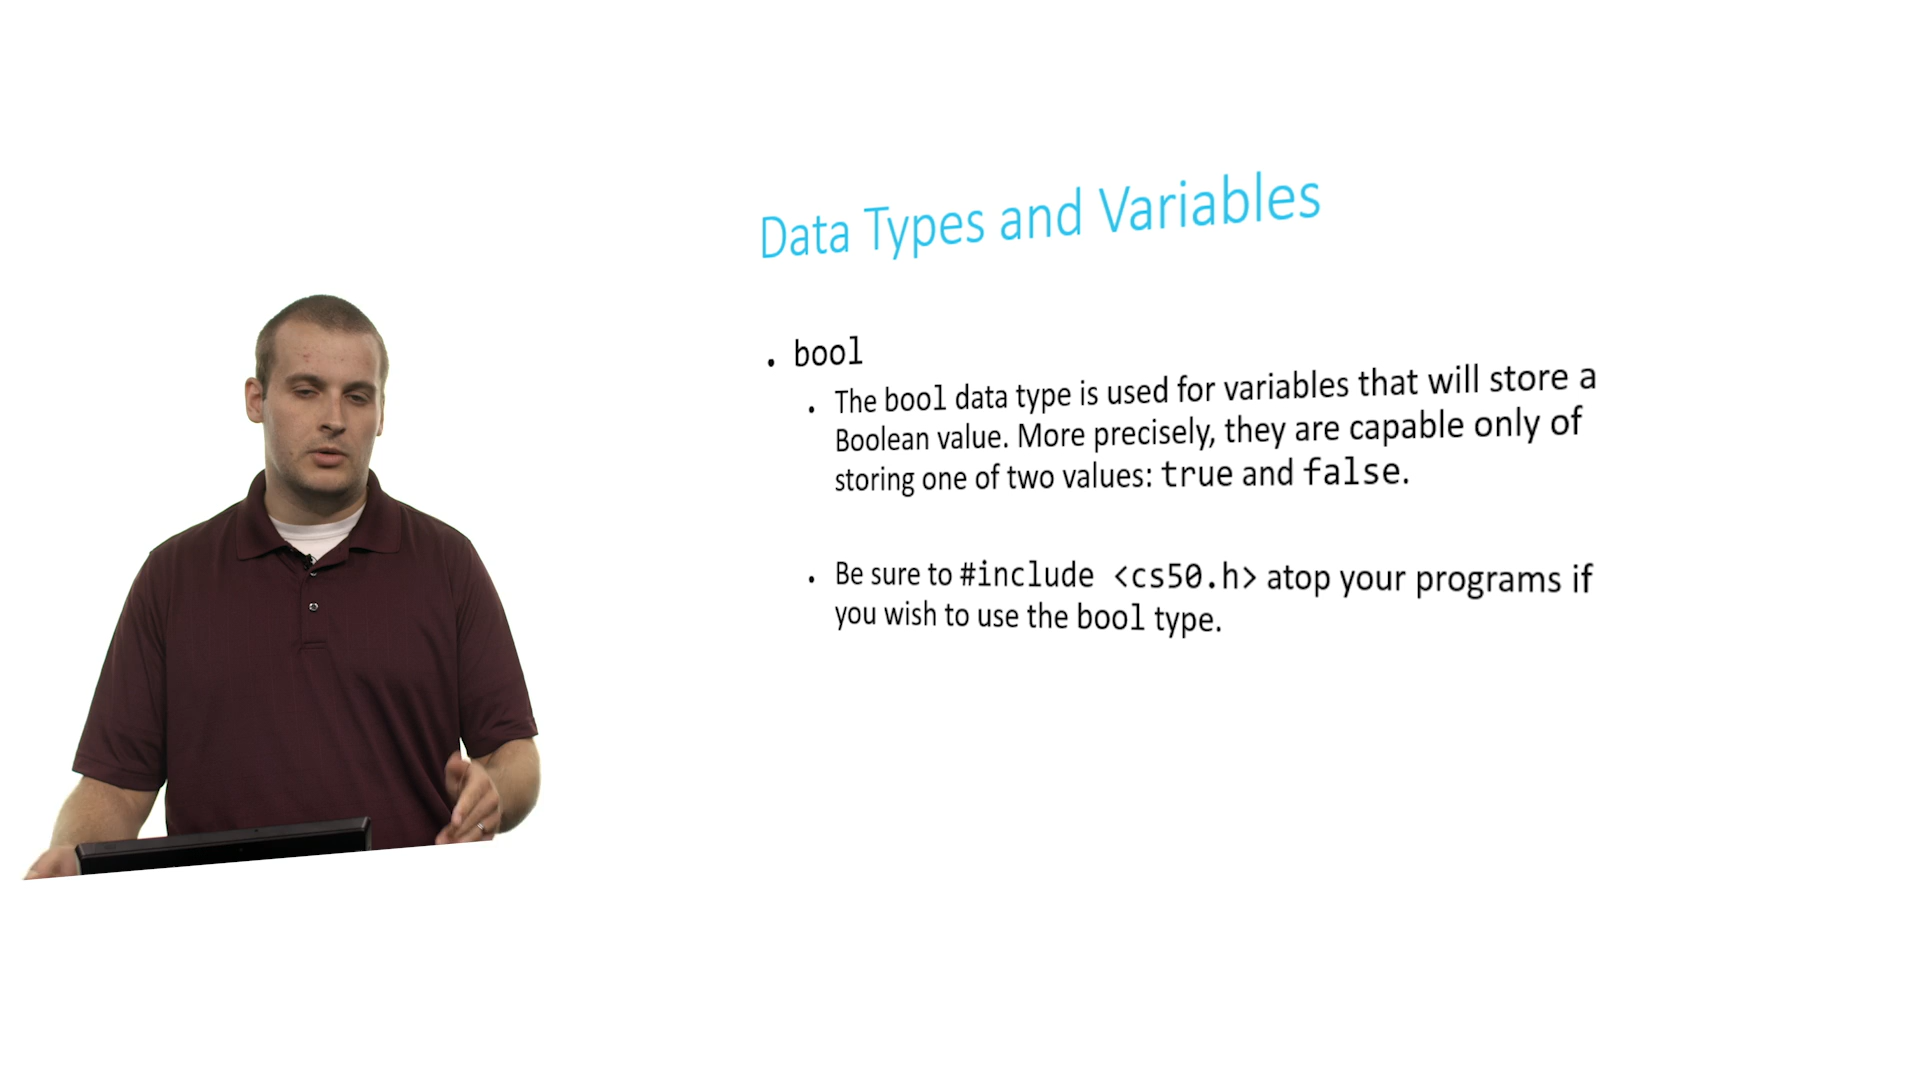 Data Types and Variables
• bool
• The bool data type is used for variables that will store a
Boolean value. More precisely, they are capable only of
storing one of two values: true and false.
• Be sure to #include <cs50.h> atop your programs if
you wish to use the bool type.